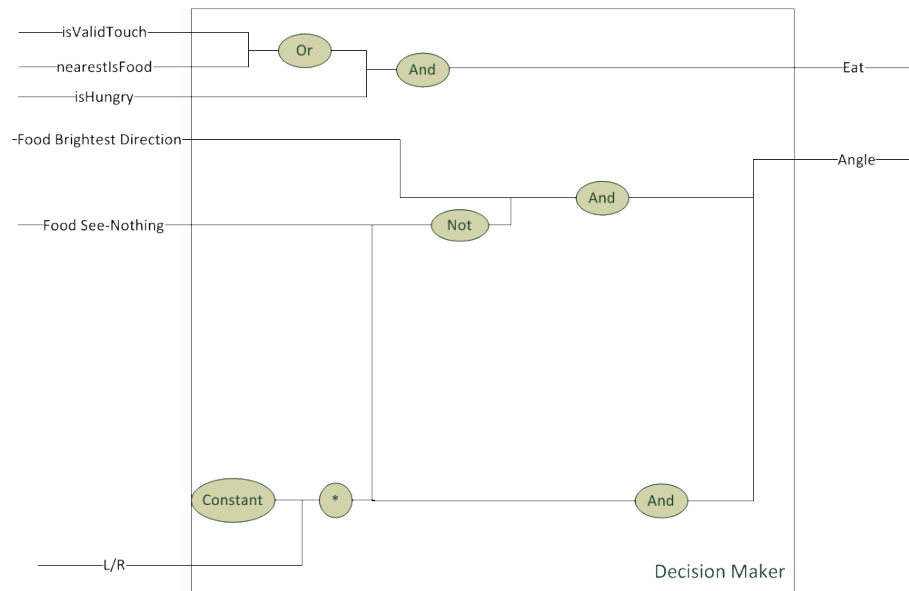 isValidTouch
Or
nearestIsFood
And
Eat
isHungry
Food Brightest Direction
Angle
And
Food See-Nothing
Not
Constant
*
And
L/R
Decision Maker